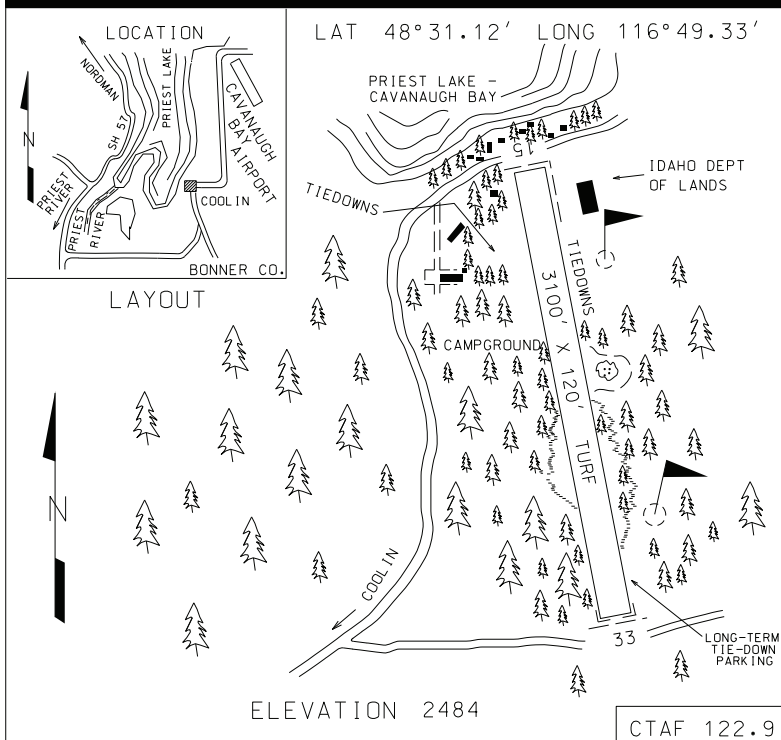 LOCATION
NORDMAN
SH 57
PRIEST LAKE
CAVANAUGH
BAY AIRPORT
N
PRIEST
RIVER
PRIEST
RIVER
COOLIN
BONNER CO.
LAT 48°31.12' LONG 116°49.33'
PRIEST LAKE -
CAVANAUGH BAY
15
IDAHO DEPT
OF LANDS
TIEDOWNS
TIEDOWNS
LAYOUT
3100' X 120' TURF
CAMPGROUND
N
COOLIN
33
LONG-TERM
TIE-DOWN
PARKING
ELEVATION 2484
CTAF 122.9